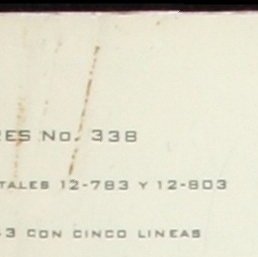 RES No. 338
TALES 12-783 Y 12-803
-3 CON CINCO LINEAS